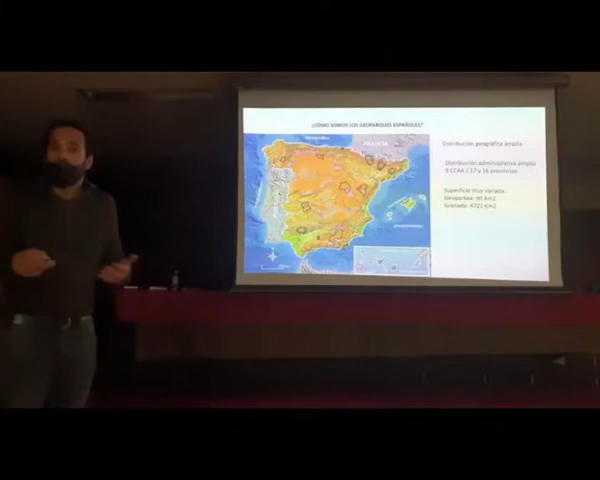 ¿CÓMO SOMOS LOS GEOPARQUES ESPAÑOLES?
FRANCIA
Distribución geográfica amplia
Distribución administrativa amplia
9 CCAA / 17 y 16 provincias
Superficie muy variada.
Geoparkea: 90 km2
Granada: 4722 Km2